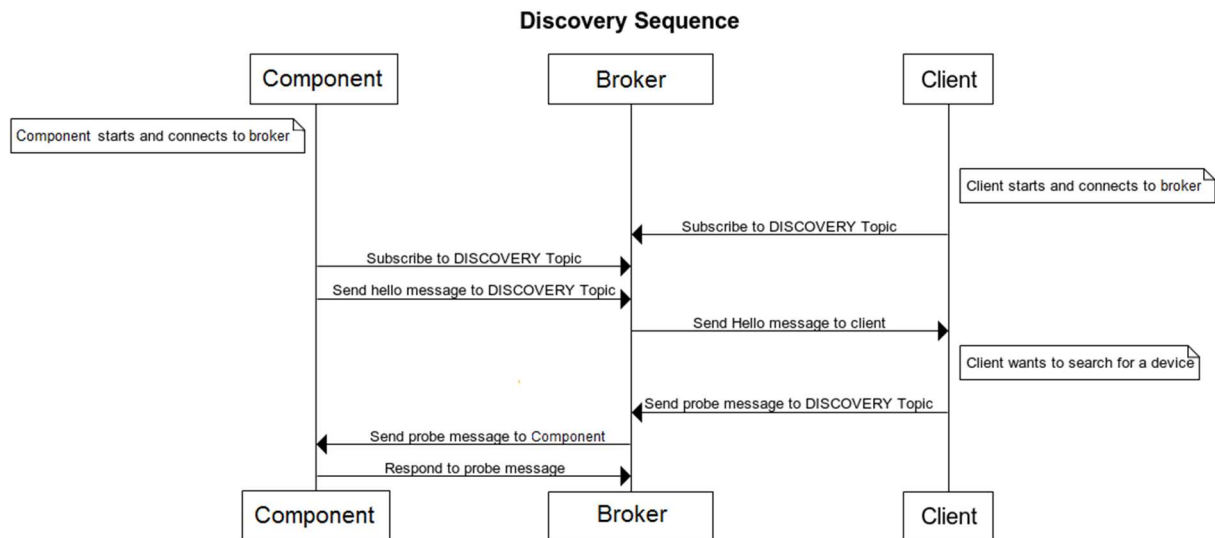 Discovery Sequence
Component
Broker
Client
Component starts and connects to broker
Client starts and connects to broker
Subscribe to DISCOVERY Topic
Subscribe to DISCOVERY Topic
Send hello message to DISCOVERY Topic
Send Hello message to client
Client wants to search for a device
Send probe message to DISCOVERY Topic
Send probe message to Component
Respond to probe message
Component
Broker
Client